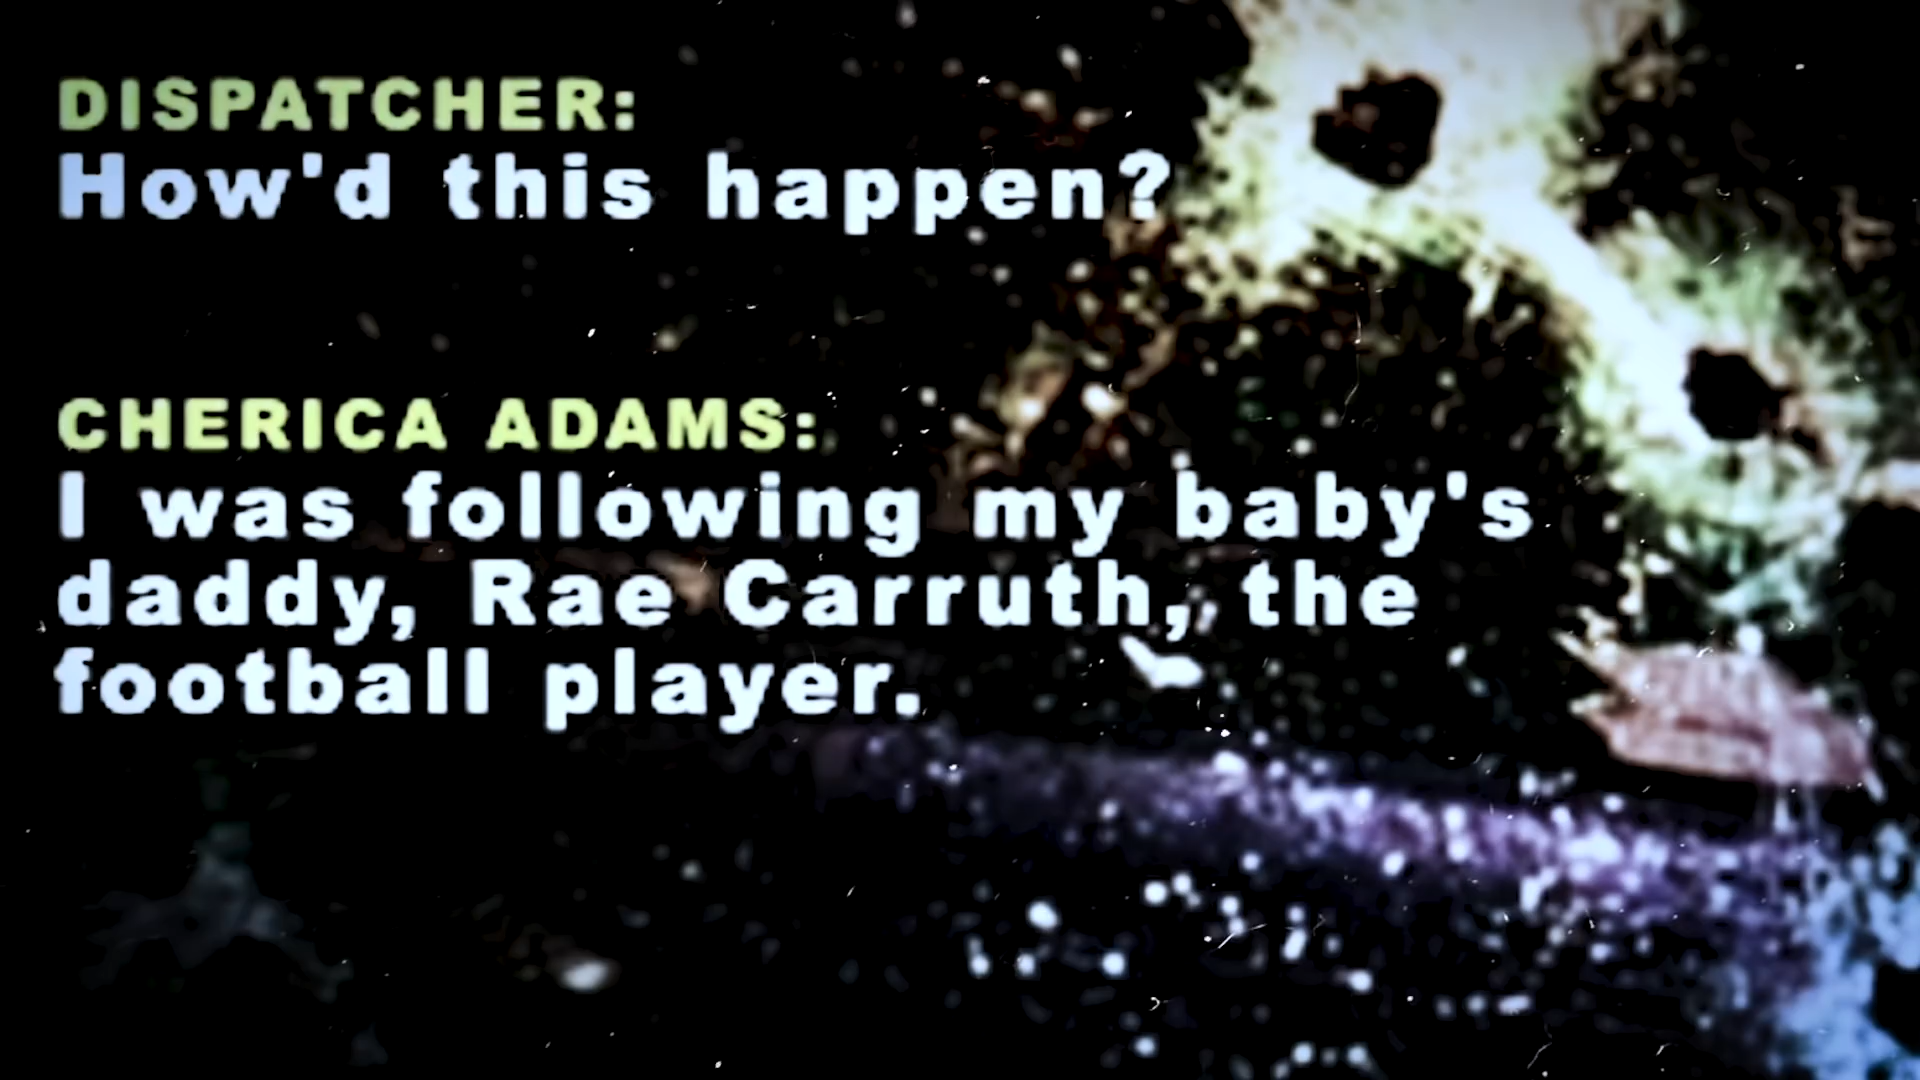 DISPATCHER:
How'd this happen?
CHERICA ADAMS:
I was following my baby's
daddy, Rae Carruth, the
football player.